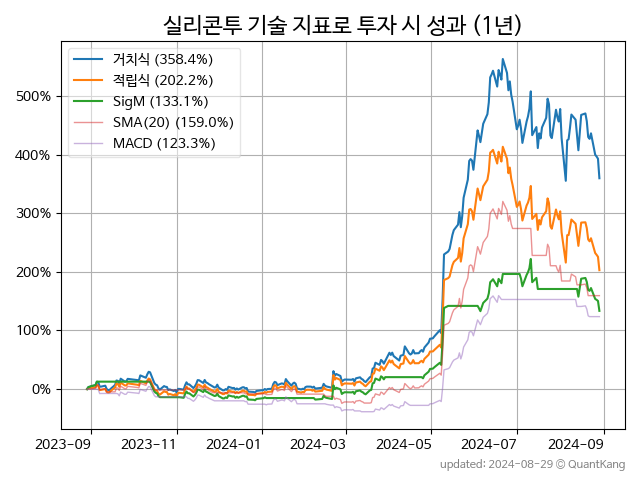 실리콘투 기술 지표로 투자 시 성과 (1년)
거치식 (358.4%)
적립식 (202.2%)
SigM (133.1%)
SMA(20) (159.0%)
MACD (123.3%)
500%
400%
300%
200%
100%
0%
2023-09 2023-11 2024-01 2024-03 2024-05 2024-07 2024-09
updated: 2024-08-29 @ QuantKang